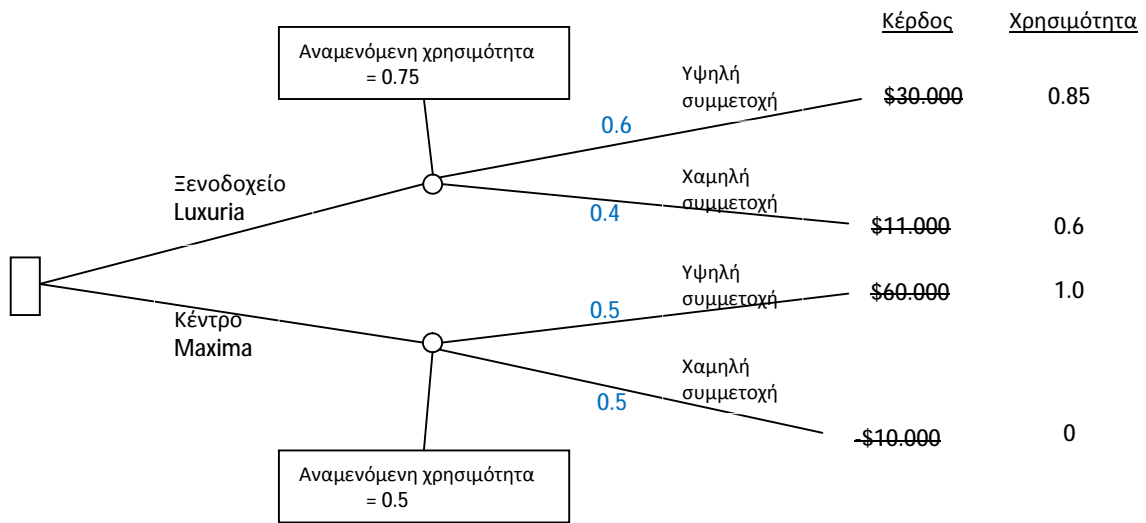 Κέρδος Χρησιμότητα
Αναμενόμενη χρησιμότητα
= 0.75
Υψηλή
συμμετοχή
$30.000 0.85
0.6
Ξενοδοχείο
Luxuria
Χαμηλή
συμμετοχή
0.4
$11.000 0.6
Υψηλή
συμμετοχή
$60.000 1.0
0.5
Κέντρο
Maxima
Χαμηλή
συμμετοχή
0.5
-$10.000 0
Αναμενόμενη χρησιμότητα
= 0.5